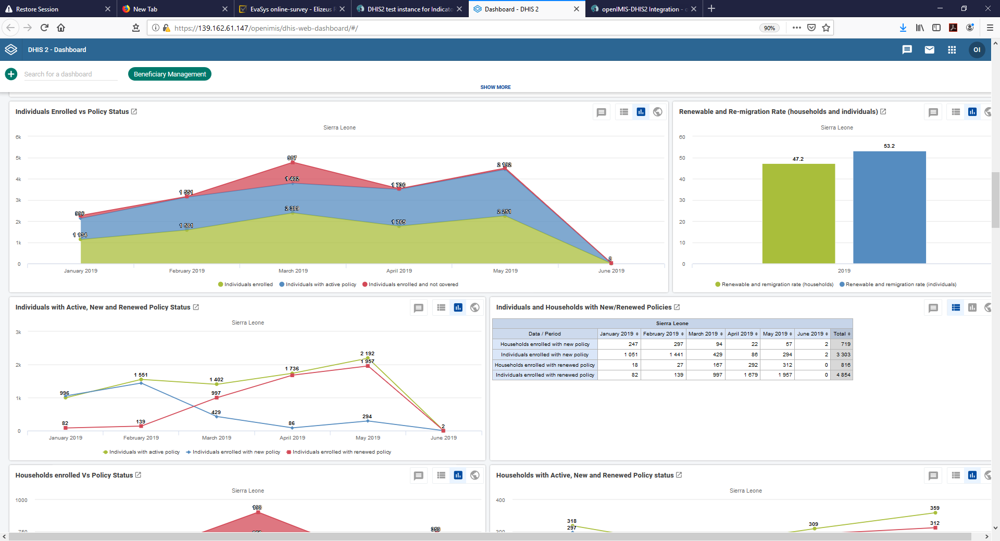 Restore Session
New Tab
EvaSys online-survey - Elizeus R
DHIS2 test instance for Indicato
Dashboard - DHIS 2
openIMIS-DHIS2 Integration - o
https://139.162.61.147/openimis/dhis-web-dashboard/#/
90%
DHIS 2 - Dashboard
OI
Search for a dashboard
Beneficiary Management
SHOW MORE
Individuals Enrolled vs Policy Status
Sierra Leone
6k
5k
4k
3k
2k
1k
0
996
1 134
1 551
1 581
987
1 402
2 389
1 736
1 765
2 192
2 251
8
January 2019
February 2019
March 2019
April 2019
May 2019
June 2019
Individuals enrolled
Individuals with active policy
Individuals enrolled and not covered
Renewable and Re-migration Rate (households and individuals)
Sierra Leone
60
50
40
30
20
10
0
47.2
53.2
2019
Renewable and remigration rate (households)
Renewable and remigration rate (individuals)
Individuals with Active, New and Renewed Policy Status
Sierra Leone
3k
2k
1k
0
996
82
1 551
139
1 402
997
429
1 736
86
2 192
1 957
294
2
January 2019
February 2019
March 2019
April 2019
May 2019
June 2019
Individuals with active policy
Individuals enrolled with new policy
Individuals enrolled with renewed policy
Individuals and Households with New/Renewed Policies
Sierra Leone
Data / Period January 2019 February 2019 March 2019 April 2019 May 2019 June 2019 Total
Households enrolled with new policy 247 297 94 22 57 2 719
Individuals enrolled with new policy 1 051 1 441 429 86 294 2 3 303
Households enrolled with renewed policy 18 27 167 292 312 0 816
Individuals enrolled with renewed policy 82 139 997 1 679 1 957 0 4 854
Households enrolled Vs Policy Status
Sierra Leone
1000
750
198
359
Households with Active, New and Renewed Policy status
Sierra Leone
400
300
318
297
309
359
312